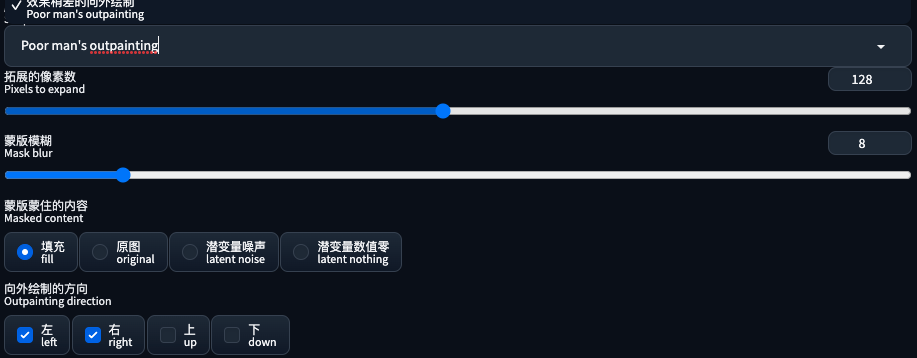 效果稍差的向外绘制
Poor man's outpainting
Poor man's outpainting
拓展的像素数
Pixels to expand
128
蒙版模糊
Mask blur
8
蒙版蒙住的内容
Masked content
填充
fill
原图
original
潜变量噪声
latent noise
潜变量数值零
latent nothing
向外绘制的方向
Outpainting direction
左
left
右
right
上
up
下
down